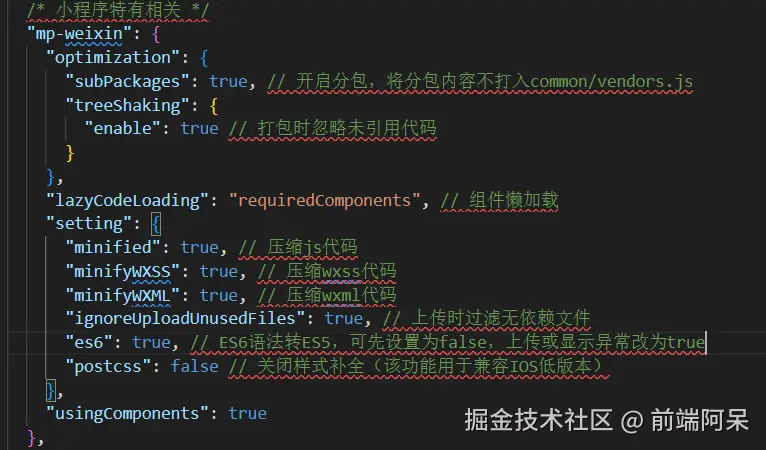 /* 小程序特有相关 */
"mp-weixin": {
"optimization": {
"subPackages": true, // 开启分包，将分包内容不打入common/vendors.js
"treeShaking": {
"enable": true // 打包时忽略未引用代码
}
},
"lazyCodeLoading": "requiredComponents", // 组件懒加载
"setting": {
"minified": true, // 压缩js代码
"minifyWXSS": true, // 压缩wxss代码
"minifyWXML": true, // 压缩wxml代码
"ignoreUploadUnusedFiles": true, // 上传时过滤无依赖文件
"es6": true, // ES6语法转ES5，可先设置为false，上传或显示异常改为true
"postcss": false // 关闭样式补全（该功能用于兼容IOS低版本）
},
"usingComponents": true
},
掘金技术社区 @ 前端阿呆